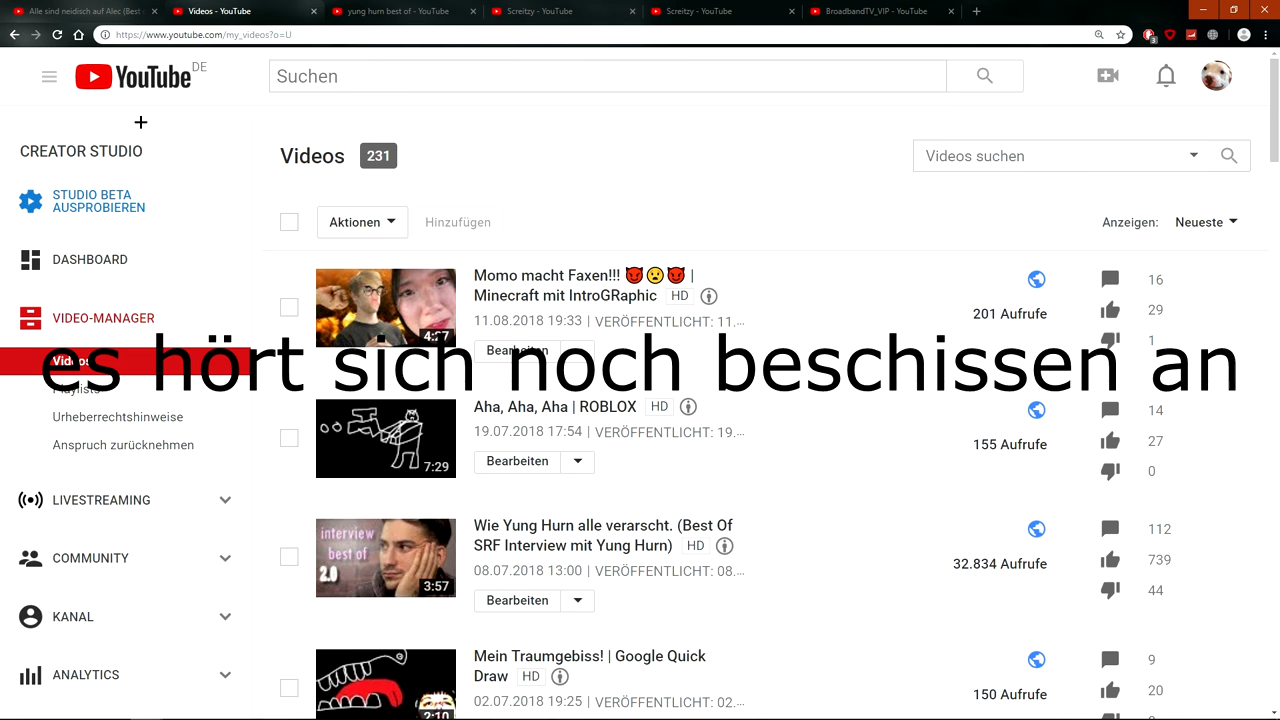 Alle sind neidisch auf Alec (Best
Videos - YouTube
yung hurn best of - YouTube
Screitzy - YouTube
Screitzy - YouTube
BroadbandTV_VIP - YouTube
https://www.youtube.com/my_videos?o=U
YouTube DE
Suchen
CREATOR STUDIO
Videos 231
Videos suchen
STUDIO BETA
AUSPROBIEREN
Aktionen
Hinzufügen
Anzeigen: Neueste
DASHBOARD
VIDEO-MANAGER
Videos
Playlists
Urheberrechtshinweise
Anspruch zurücknehmen
LIVESTREAMING
COMMUNITY
KANAL
ANALYTICS
Momo macht Faxen!!! 😈😦😈 |
Minecraft mit IntroGRaphic HD
11.08.2018 19:33 | VERÖFFENTLICHT: 11....
4:37
Bearbeiten
201 Aufrufe
16
29
1
es hört sich noch beschissen an
Aha, Aha, Aha | ROBLOX HD
19.07.2018 17:54 | VERÖFFENTLICHT: 19....
7:29
Bearbeiten
155 Aufrufe
14
27
0
interview
best of
2.0
3:57
Wie Yung Hurn alle verarscht. (Best Of
SRF Interview mit Yung Hurn) HD
08.07.2018 13:00 | VERÖFFENTLICHT: 08....
Bearbeiten
32.834 Aufrufe
112
739
44
Mein Traumgebiss! | Google Quick
Draw HD
02.07.2018 19:25 | VERÖFFENTLICHT: 02....
2:10
150 Aufrufe
9
20